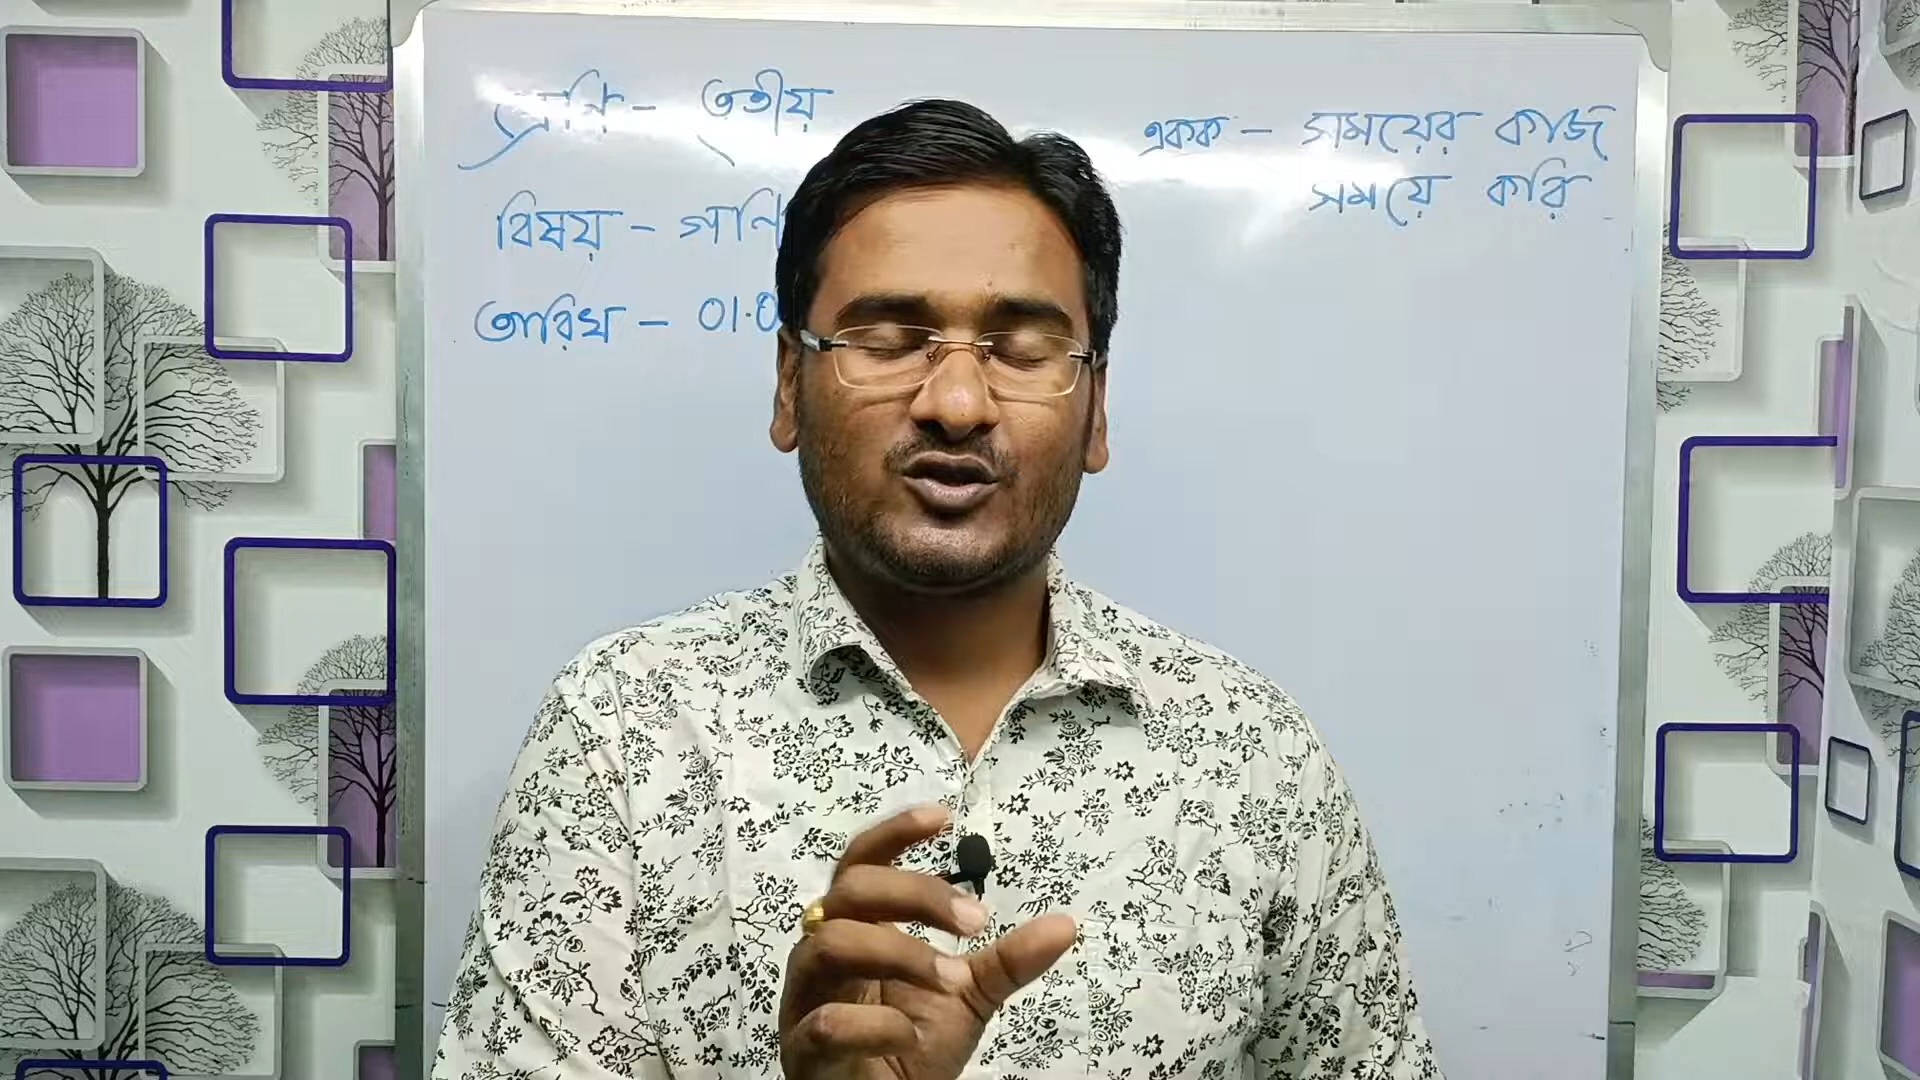 শ্রেণি - তৃতীয়
বিষয় - গণি
তারিখ - 01.0
একক - সময়ের কাজ
সময়ে করি